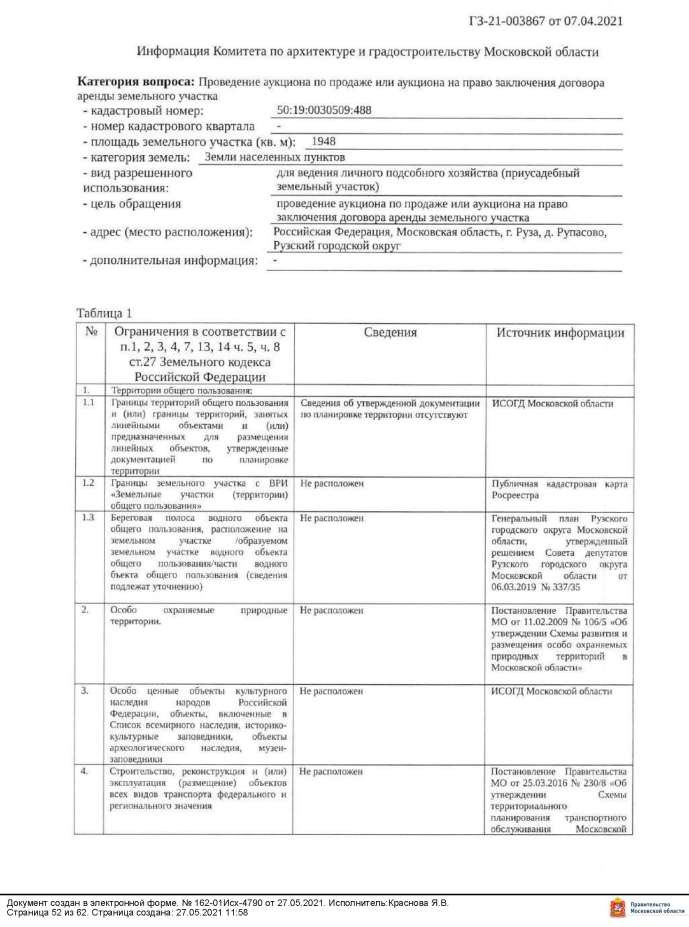 ГЗ-21-003867 от 07.04.2021
Информация Комитета по архитектуре и градостроительству Московской области
Категория вопроса: Проведение аукциона по продаже или аукциона на право заключения договора
аренды земельного участка
- кадастровый номер: 50:19:0030509:488
- номер кадастрового квартала -
- площадь земельного участка (кв. м): 1948
- категория земель: Земли населенных пунктов
- вид разрешенного для ведения личного подсобного хозяйства (приусадебный
использования: земельный участок)
- цель обращения проведение аукциона по продаже или аукциона на право
заключения договора аренды земельного участка
- адрес (место расположения): Российская Федерация, Московская область, г. Руза, д. Рупасово,
Рузский городской округ
- дополнительная информация: -
Таблица 1
№ Ограничения в соответствии с Сведения Источник информации
п.1, 2, 3, 4, 7, 13, 14 ч. 5, ч. 8
ст.27 Земельного кодекса
Российской Федерации
1. Территории общего пользования:
1.1 Границы территорий общего пользования Сведения об утвержденной документации ИСОГД Московской области
и (или) границы территорий, занятых по планировке территории отсутствуют
линейными объектами и (или)
предназначенных для размещения
линейных объектов, утвержденные
документацией по планировке
территории
1.2 Границы земельного участка с ВРИ Не расположен Публичная кадастровая карта
«Земельные участки (территории) Росреестра
общего пользования»
1.3 Береговая полоса водного объекта Не расположен Генеральный план Рузского
общего пользования, расположение на городского округа Московской
земельном участке /образуемом области, утвержденный
земельном участке водного объекта решением Совета депутатов
общего пользования/части водного Рузского городского округа
бъекта общего пользования (сведения Московской области от
подлежат уточнению) 06.03.2019 № 337/35
2. Особо охраняемые природные Не расположен Постановление Правительства
территории. МО от 11.02.2009 № 106/5 «Об
утверждении Схемы развития и
размещения особо охраняемых
природных территорий в
Московской области»
3. Особо ценные объекты культурного Не расположен ИСОГД Московской области
наследия народов Российской
Федерации, объекты, включенные в
Список всемирного наследия, историко-
культурные заповедники, объекты
археологического наследия, музеи-
заповедники
4. Строительство, реконструкция и (или) Не расположен Постановление Правительства
эксплуатация (размещение) объектов МО от 25.03.2016 № 230/8 «Об
всех видов транспорта федерального и утверждении Схемы
регионального значения территориального
планирования транспортного
обслуживания Московской
Документ создан в электронной форме. № 162-01Исх-4790 от 27.05.2021. Исполнитель:Краснова Я.В.
Страница 52 из 62. Страница создана: 27.05.2021 11:58
Правительство
Московской области